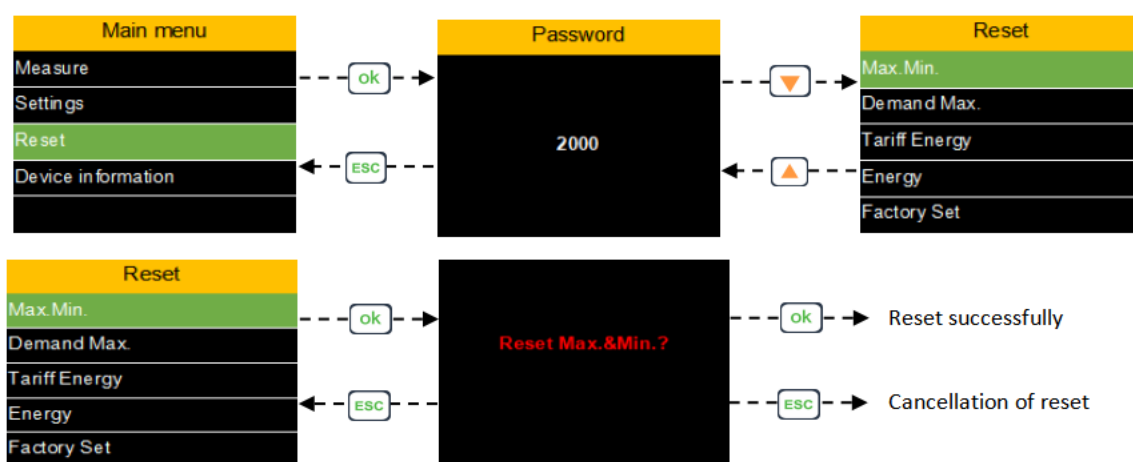 Main menu
Measure
Settings
Reset
Device information
ok
ESC
Password
2000
Reset
Max.Min.
Demand Max.
Tariff Energy
Energy
Factory Set
Reset
Max.Min.
Demand Max.
Tariff Energy
Energy
Factory Set
ok
ESC
Reset Max.&Min.?
ok
Reset successfully
ESC
Cancellation of reset